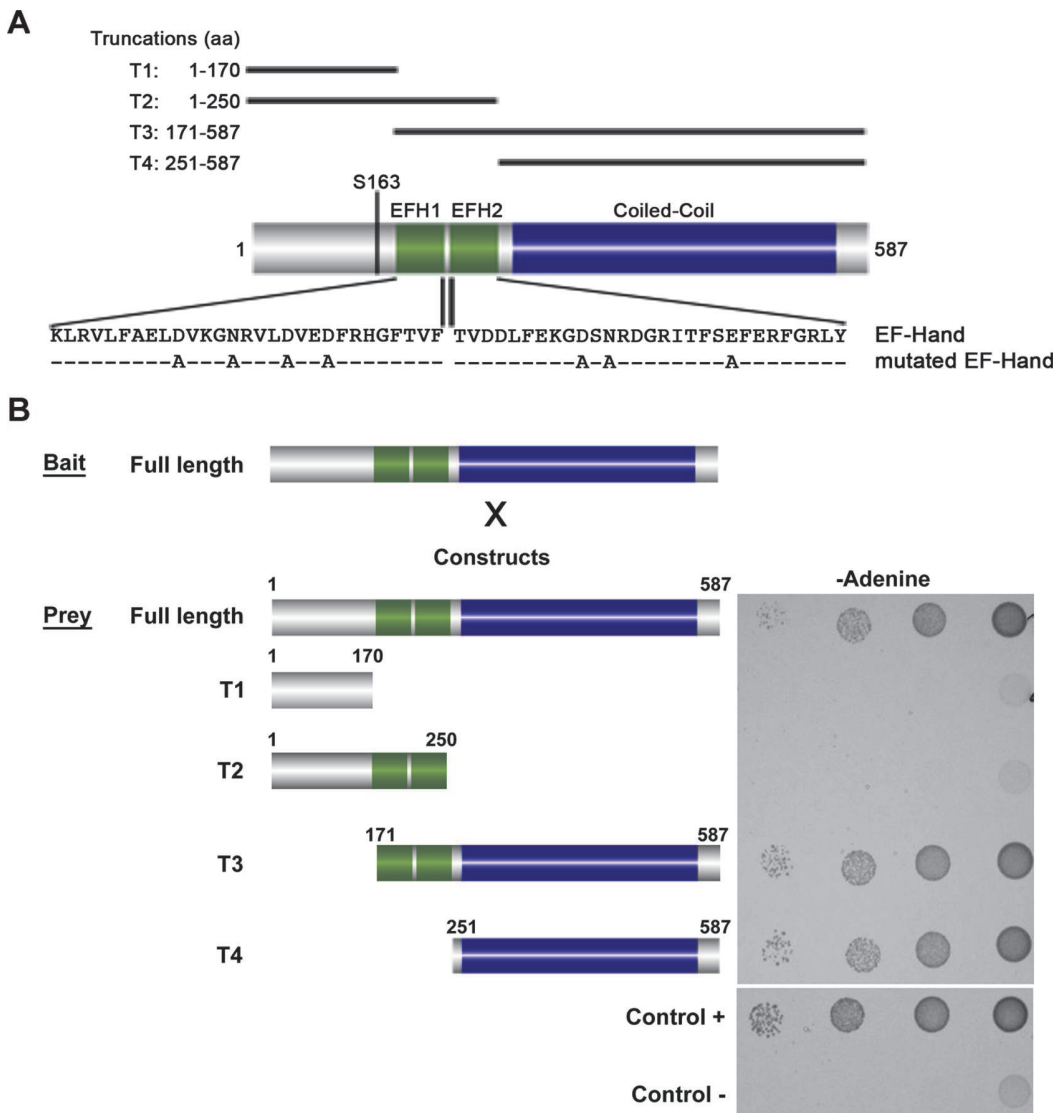 A
Truncations (aa)
T1: 1-170
T2: 1-250
T3: 171-587
T4: 251-587
S163
EFH1 EFH2 Coiled-Coil
1 587
KLRVLFAELDVKGNRVLDVEDFRHGFTVF TVDDLFEKGDSNRDGRITFSEFERFGRLY EF-Hand
---------A---A---A--A-------- ---------A-A--------A-------- mutated EF-Hand
B
Bait Full length
X
Constructs
-Adenine
1 587
Prey Full length
1 170
T1
1 250
T2
171 587
T3
251 587
T4
Control +
Control -